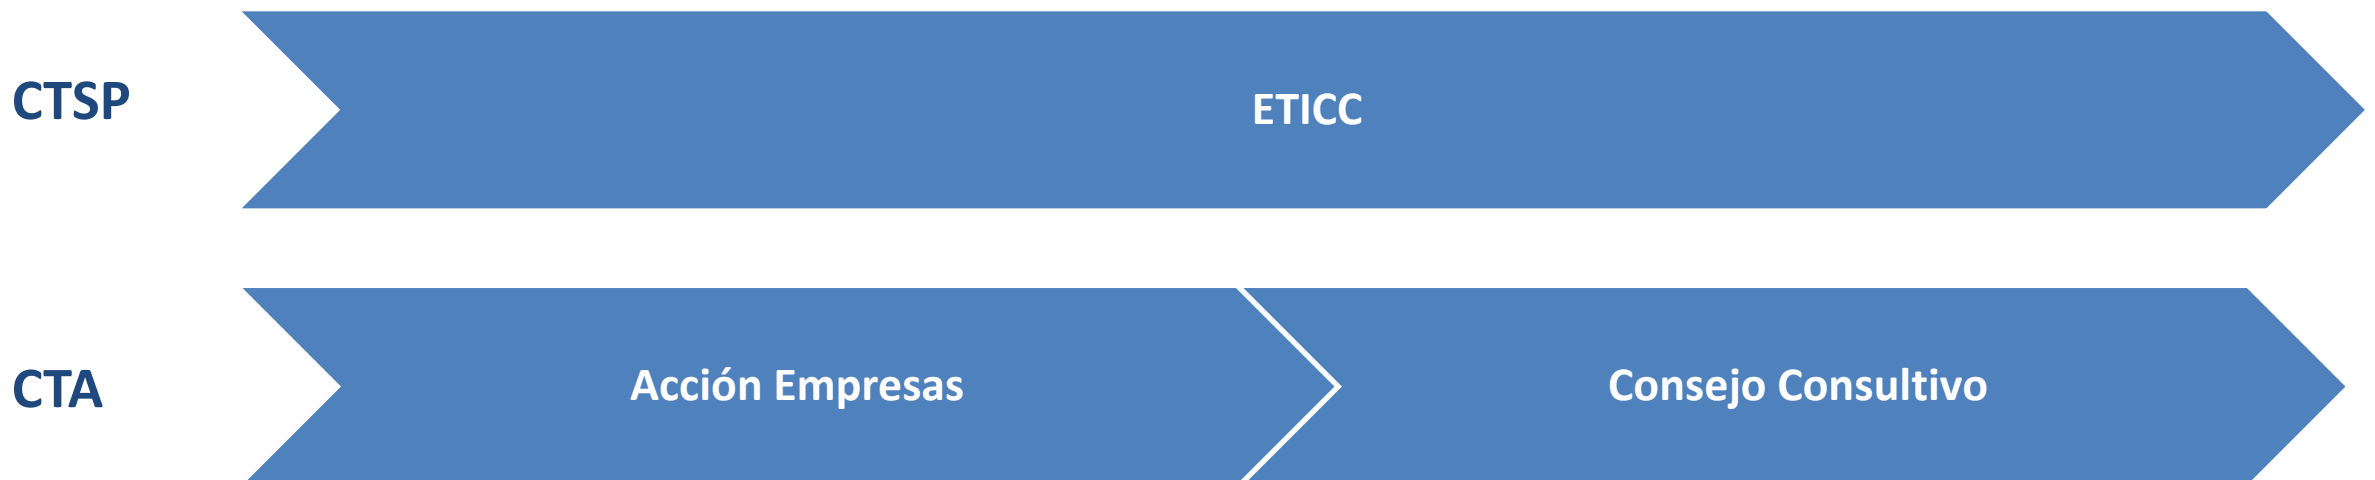 CTSP
ETICC
CTA
Acción Empresas
Consejo Consultivo